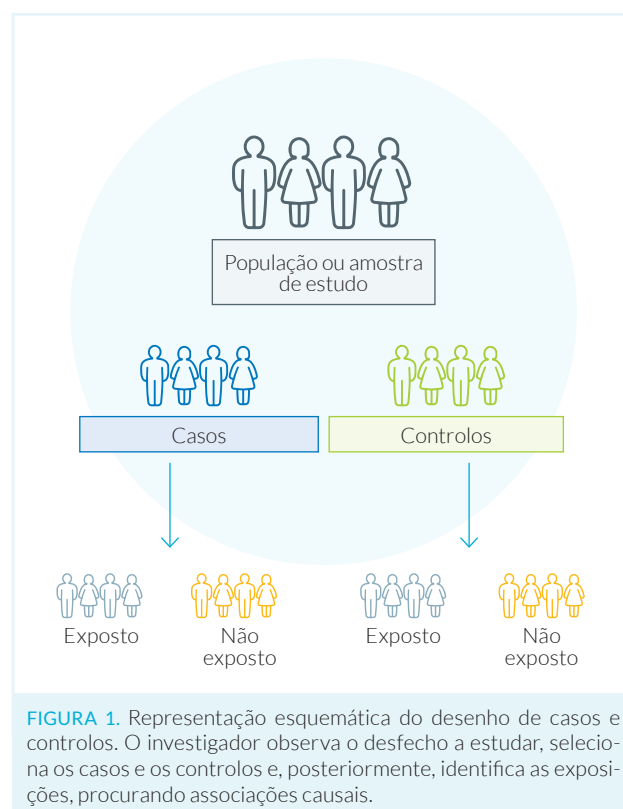 População ou amostra
de estudo
Casos
Controlos
Exposto
Não
exposto
Exposto
Não
exposto
FIGURA 1. Representação esquemática do desenho de casos e
controlos. O investigador observa o desfecho a estudar, selecio-
na os casos e os controlos e, posteriormente, identifica as exposi-
ções, procurando associações causais.